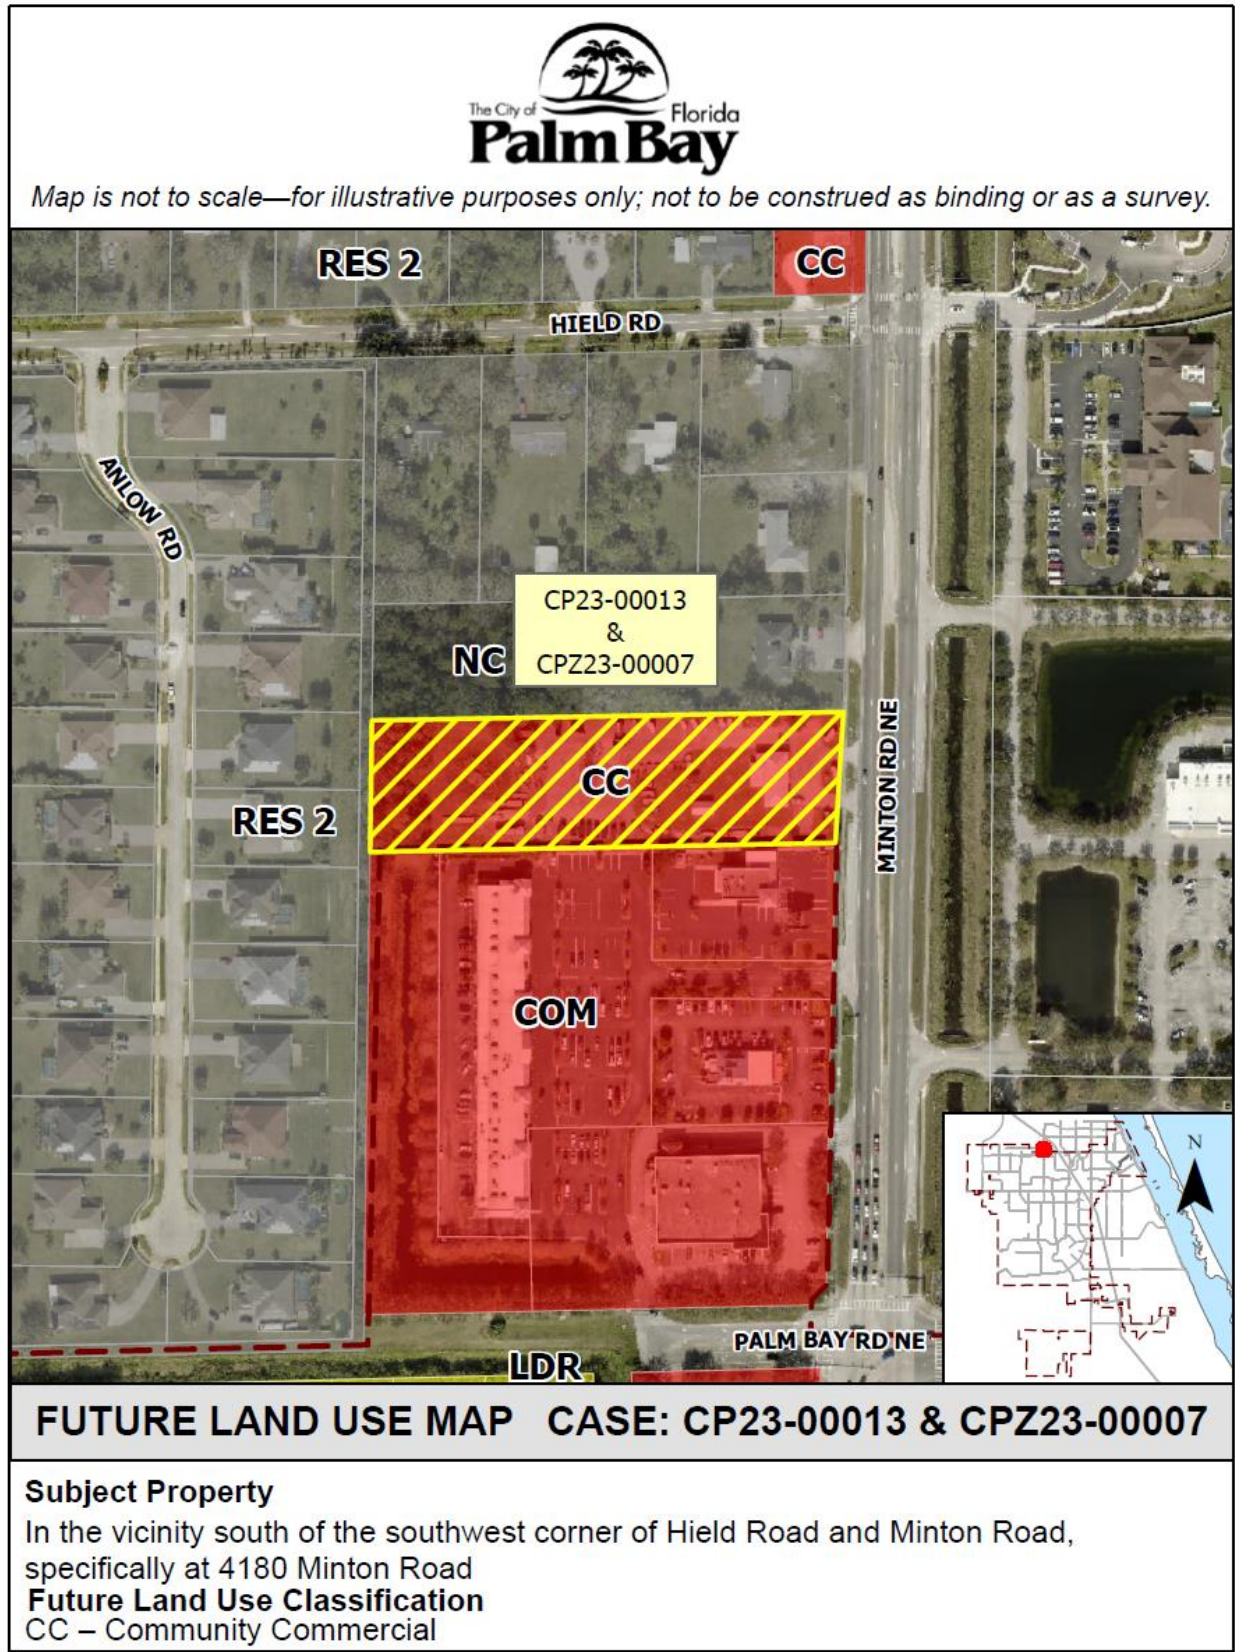 The City of Florida
Palm Bay
Map is not to scale—for illustrative purposes only; not to be construed as binding or as a survey.
RES 2
CC
HIELD RD
ANLOW RD
CP23-00013
&
CPZ23-00007
NC
CC
MINTON RD NE
RES 2
COM
N
PALM BAY RD NE
LDR
FUTURE LAND USE MAP CASE: CP23-00013 & CPZ23-00007
Subject Property
In the vicinity south of the southwest corner of Hield Road and Minton Road,
specifically at 4180 Minton Road
Future Land Use Classification
CC – Community Commercial